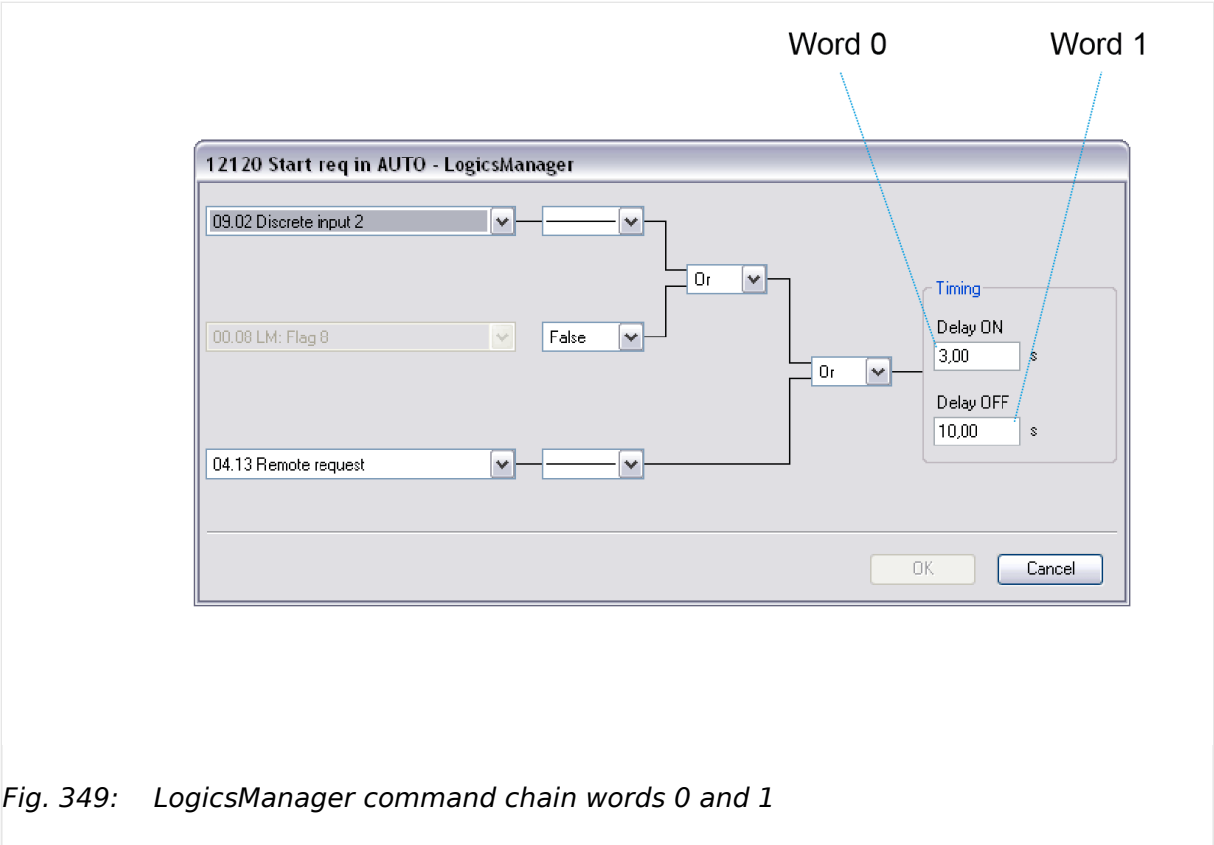 Word 0 Word 1
12120 Start req in AUTO - LogicsManager
09.02 Discrete input 2
Or
Timing
00.08 LM: Flag 8 False
Delay ON
3,00 s
Or
Delay OFF
10,00 s
04.13 Remote request
OK Cancel
Fig. 349: LogicsManager command chain words 0 and 1